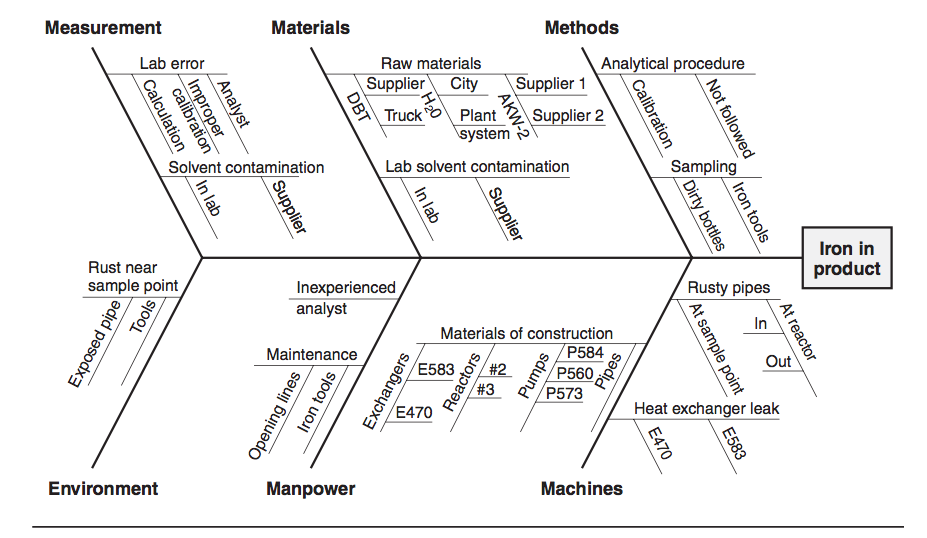 Measurement
Materials
Methods
Lab error
Calculation
Improper
calibration
Analyst
Solvent contamination
In lab
Supplier
Raw materials
DBT
Supplier
Truck
H20
City
Plant
system
AKW-2
Supplier 1
Supplier 2
Lab solvent contamination
In lab
Supplier
Analytical procedure
Calibration
Not followed
Sampling
Dirty bottles
Iron tools
Iron in
product
Rust near
sample point
Exposed pipe
Tools
Inexperienced
analyst
Maintenance
Opening lines
Iron tools
Materials of construction
Exchangers
E583
E470
Reactors
#2
#3
Pumps
P584
P560
P573
Pipes
Rusty pipes
At sample point
At reactor
In
Out
Heat exchanger leak
E470
E583
Environment
Manpower
Machines